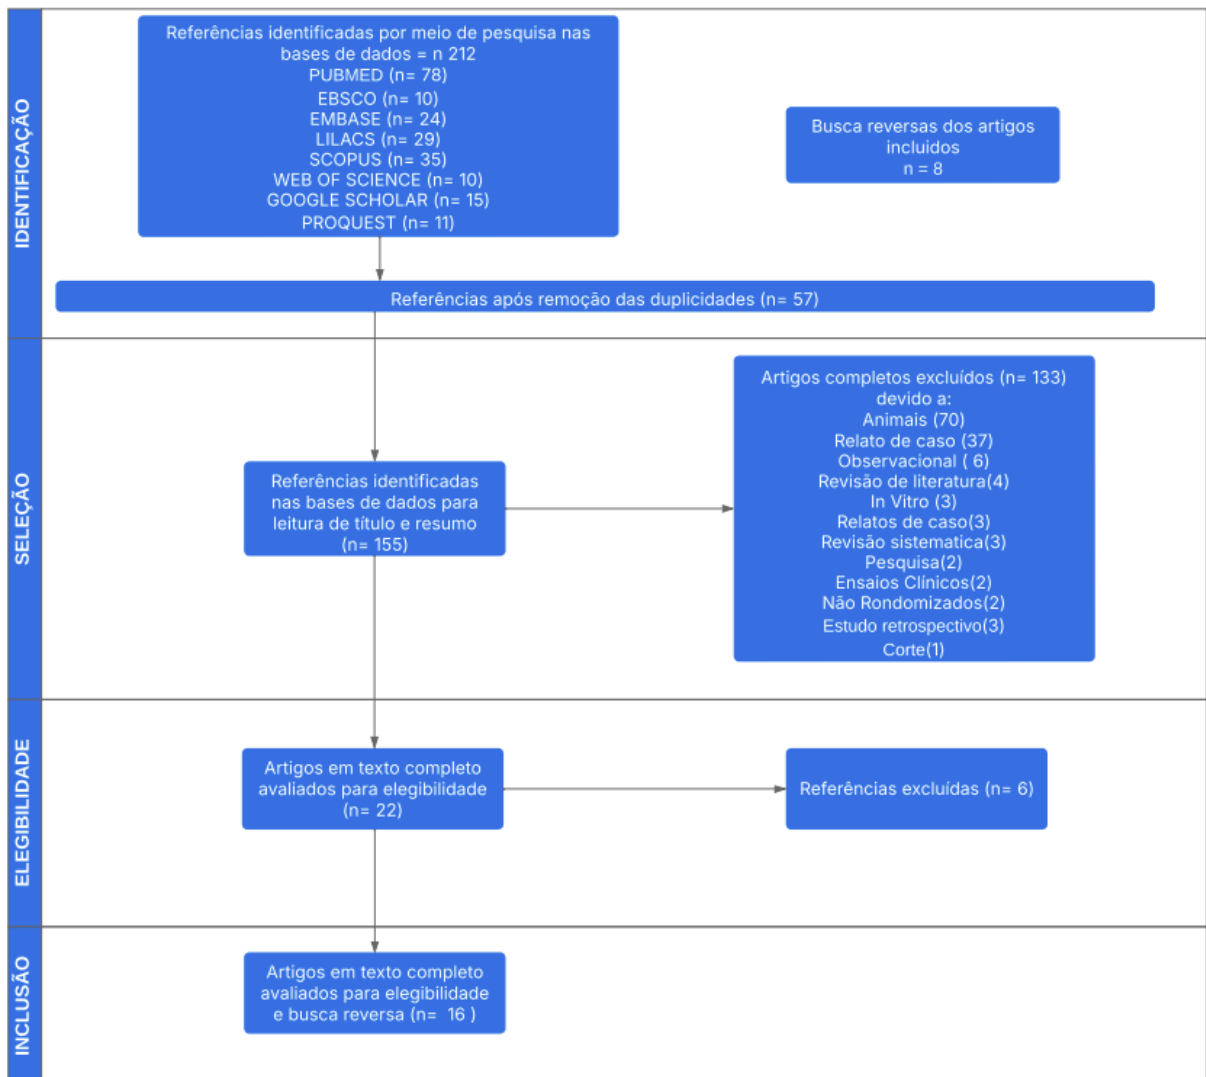 IDENTIFICAÇÃO
Referências identificadas por meio de pesquisa nas
bases de dados = n 212
PUBMED (n= 78)
EBSCO (n= 10)
EMBASE (n= 24)
LILACS (n= 29)
SCOPUS (n= 35)
WEB OF SCIENCE (n= 10)
GOOGLE SCHOLAR (n= 15)
PROQUEST (n= 11)
Busca reversas dos artigos
incluidos
n = 8
Referências após remoção das duplicidades (n= 57)
SELEÇÃO
Referências identificadas
nas bases de dados para
leitura de título e resumo
(n= 155)
Artigos completos excluídos (n= 133)
devido a:
Animais (70)
Relato de caso (37)
Observacional ( 6)
Revisão de literatura(4)
In Vitro (3)
Relatos de caso(3)
Revisão sistematica(3)
Pesquisa(2)
Ensaios Clínicos(2)
Não Rondomizados(2)
Estudo retrospectivo(3)
Corte(1)
ELEGIBILIDADE
Artigos em texto completo
avaliados para elegibilidade
(n= 22)
Referências excluídas (n= 6)
INCLUSÃO
Artigos em texto completo
avaliados para elegibilidade
e busca reversa (n=  16 )